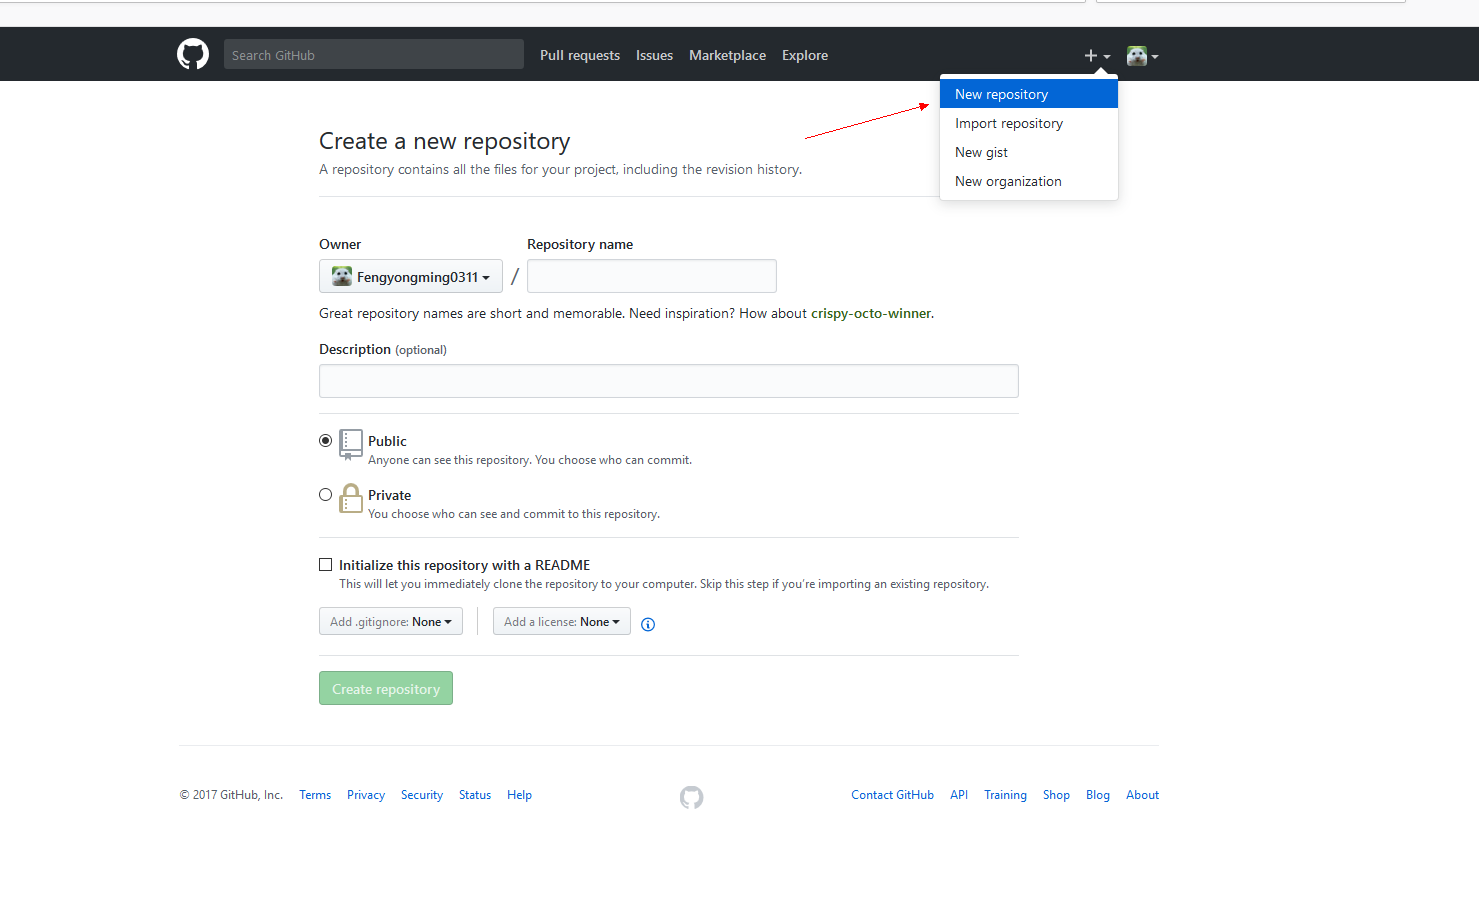 Search GitHub Pull requests Issues Marketplace Explore
New repository
Import repository
New gist
New organization
Create a new repository
A repository contains all the files for your project, including the revision history.
Owner Repository name
Fengyongming0311 /
Great repository names are short and memorable. Need inspiration? How about crispy-octo-winner.
Description (optional)
Public
Anyone can see this repository. You choose who can commit.
Private
You choose who can see and commit to this repository.
Initialize this repository with a README
This will let you immediately clone the repository to your computer. Skip this step if you’re importing an existing repository.
Add .gitignore: None Add a license: None
Create repository
© 2017 GitHub, Inc. Terms Privacy Security Status Help Contact GitHub API Training Shop Blog About